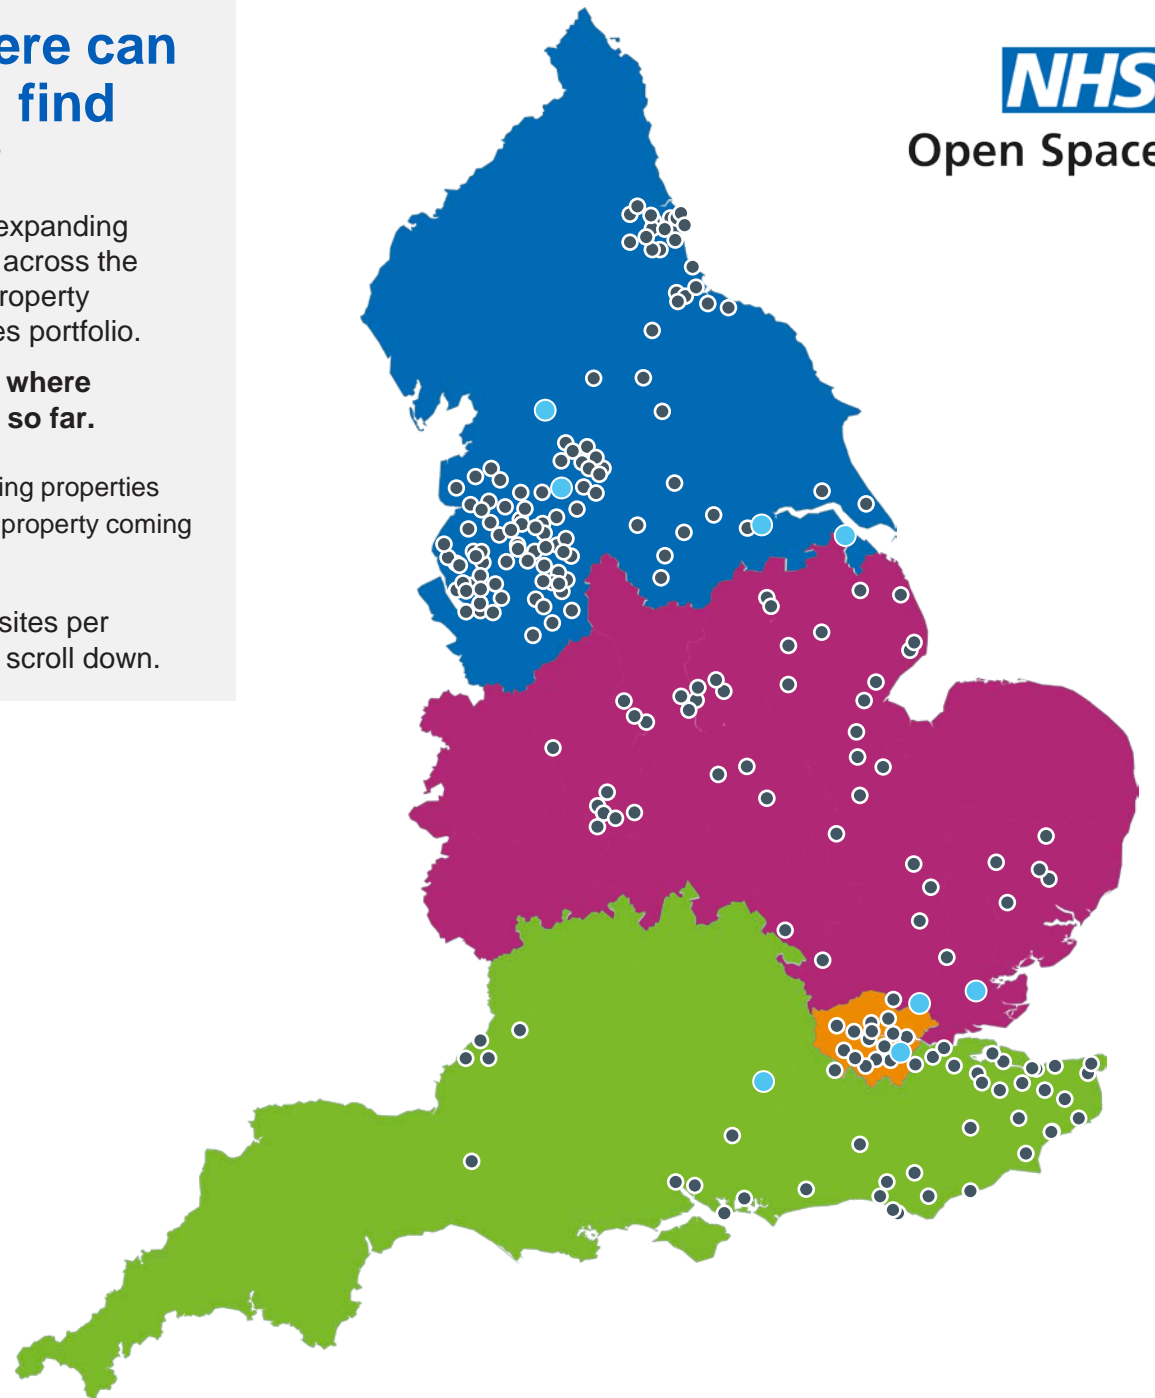 ere can
find
expanding
across the
roperty
es portfolio.
where
so far.
ing properties
property coming
sites per
scroll down.
NHS
Open Space